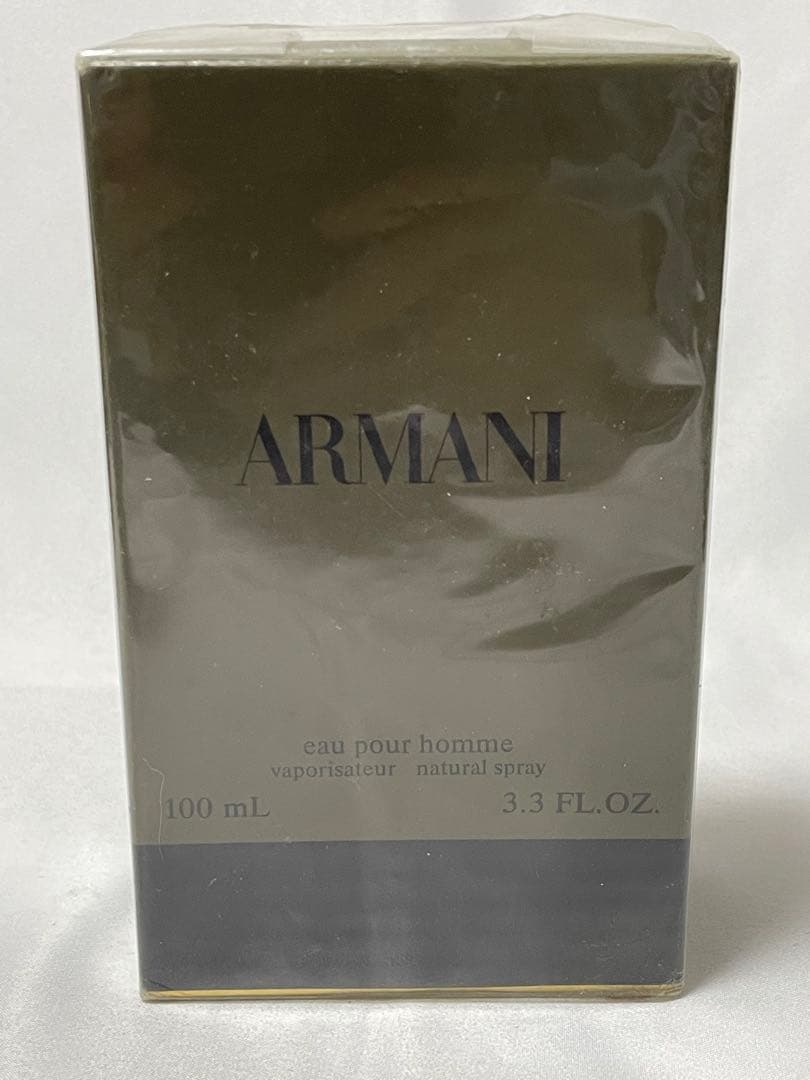 ARMANI
eau pour homme
vaporisateur natural spray
100 mL 3.3 FL.OZ.